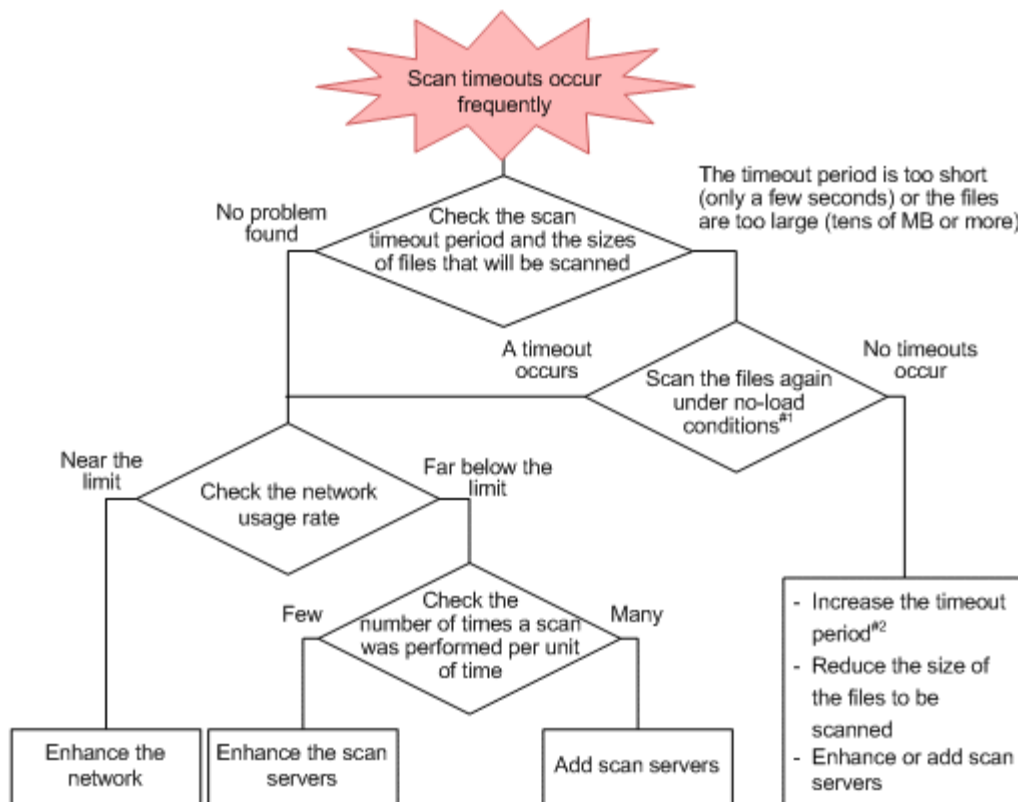 Scan timeouts occur
frequently
The timeout period is too short
(only a few seconds) or the files
are too large (tens of MB or more)
No problem
found
Check the scan
timeout period and the sizes
of files that will be scanned
A timeout
occurs
No timeouts
occur
Scan the files again
under no-load
conditions#1
Near the
limit
Far below the
limit
Check the network
usage rate
Few
Many
Check the
number of times a scan
was performed per unit
of time
- Increase the timeout
period#2
- Reduce the size of
the files to be
scanned
- Enhance or add scan
servers
Enhance the
network
Enhance the scan
servers
Add scan servers